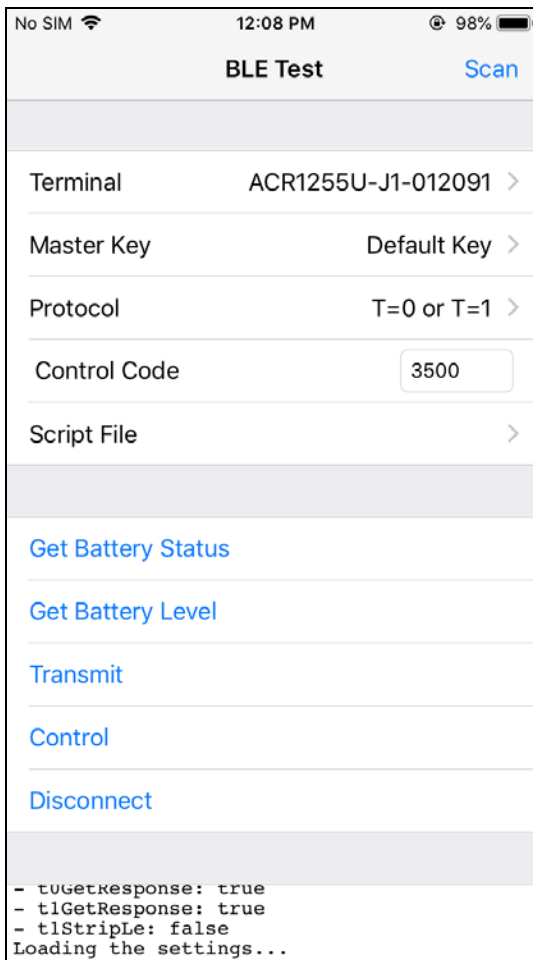 No SIM 12:08 PM 98%
BLE Test Scan
Terminal ACR1255U-J1-012091
Master Key Default Key
Protocol T=0 or T=1
Control Code 3500
Script File
Get Battery Status
Get Battery Level
Transmit
Control
Disconnect
- t0GetResponse: true
- t1GetResponse: true
- t1StripLe: false
Loading the settings...